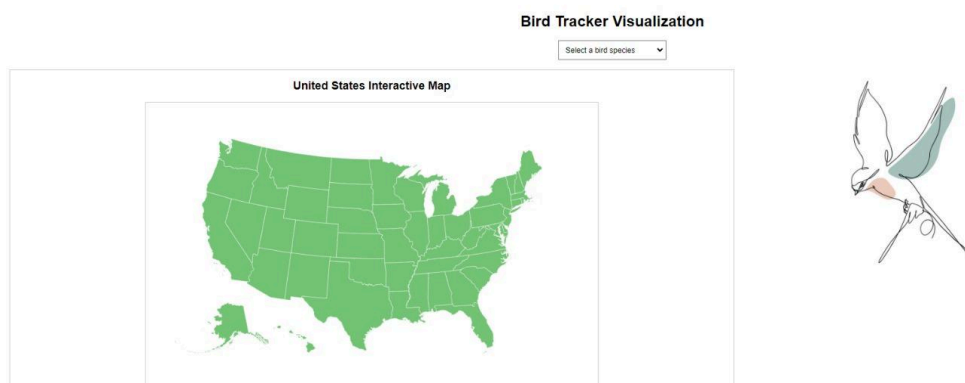 Bird Tracker Visualization
Select a bird species
United States Interactive Map